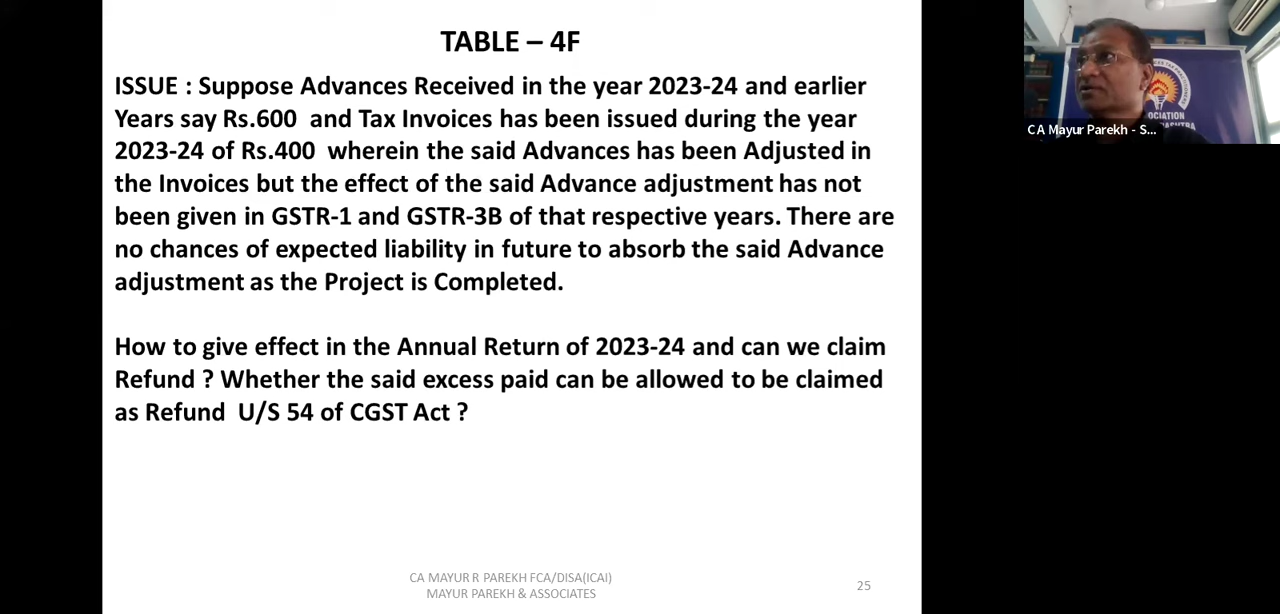 TABLE – 4F
ISSUE : Suppose Advances Received in the year 2023-24 and earlier
Years say Rs.600 and Tax Invoices has been issued during the year
2023-24 of Rs.400 wherein the said Advances has been Adjusted in
the Invoices but the effect of the said Advance adjustment has not
been given in GSTR-1 and GSTR-3B of that respective years. There are
no chances of expected liability in future to absorb the said Advance
adjustment as the Project is Completed.
How to give effect in the Annual Return of 2023-24 and can we claim
Refund ? Whether the said excess paid can be allowed to be claimed
as Refund U/S 54 of CGST Act ?
CA MAYUR R PAREKH FCA/DISA(ICAI)
MAYUR PAREKH & ASSOCIATES
25
CA Mayur Parekh - S...